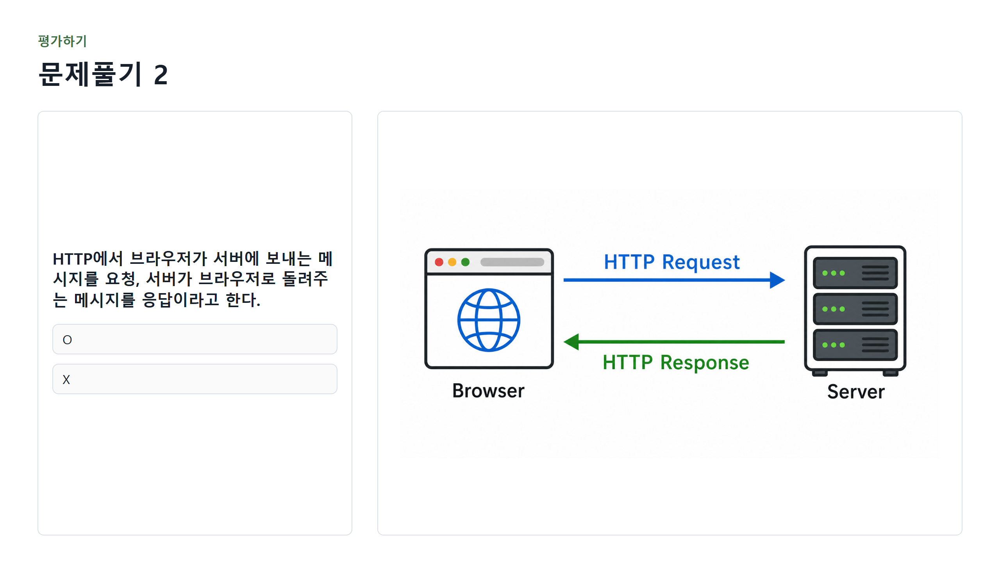 평가하기
문제풀기 2
HTTP에서 브라우저가 서버에 보내는 메
시지를 요청, 서버가 브라우저로 돌려주
는 메시지를 응답이라고 한다.
O
X
HTTP Request
HTTP Response
Browser
Server